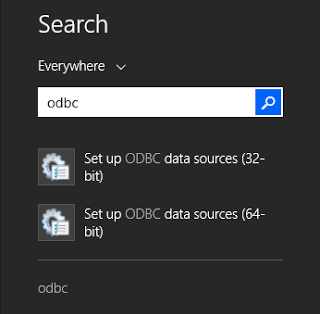 Search
Everywhere
odbc
Set up ODBC data sources (32-
bit)
Set up ODBC data sources (64-
bit)
odbc